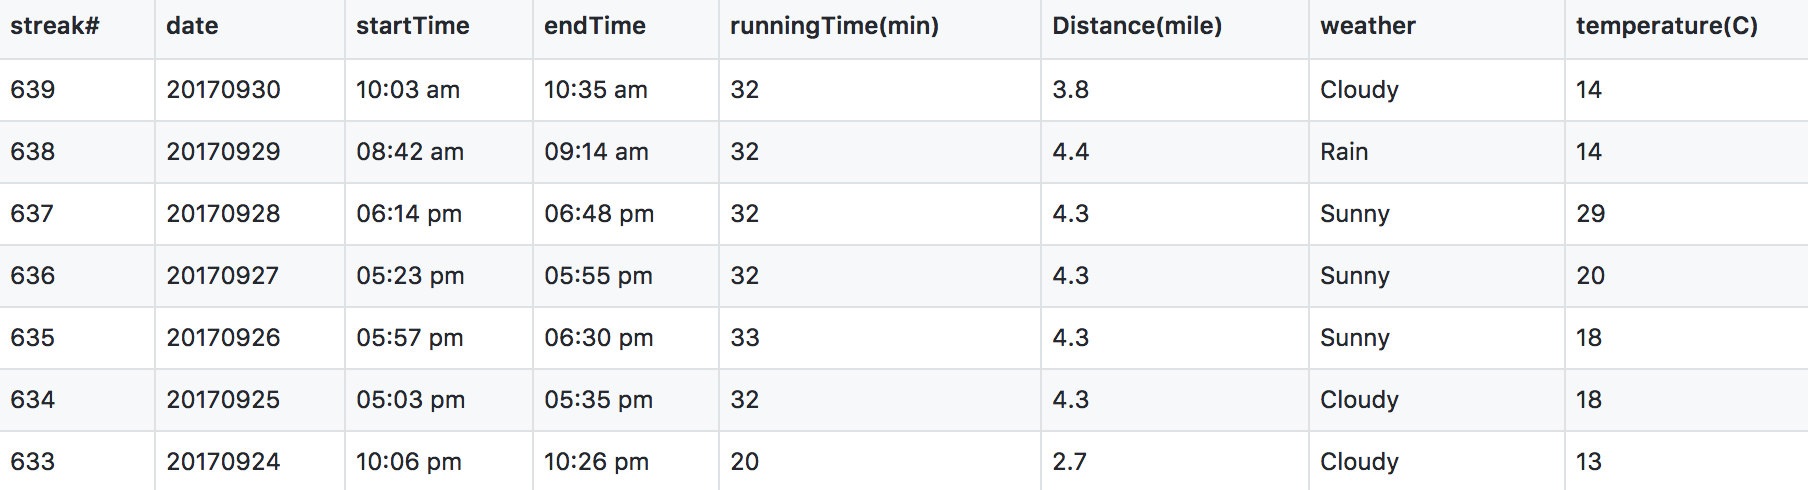 streak# date startTime endTime runningTime(min) Distance(mile) weather temperature(C)
639 20170930 10:03 am 10:35 am 32 3.8 Cloudy 14
638 20170929 08:42 am 09:14 am 32 4.4 Rain 14
637 20170928 06:14 pm 06:48 pm 32 4.3 Sunny 29
636 20170927 05:23 pm 05:55 pm 32 4.3 Sunny 20
635 20170926 05:57 pm 06:30 pm 33 4.3 Sunny 18
634 20170925 05:03 pm 05:35 pm 32 4.3 Cloudy 18
633 20170924 10:06 pm 10:26 pm 20 2.7 Cloudy 13